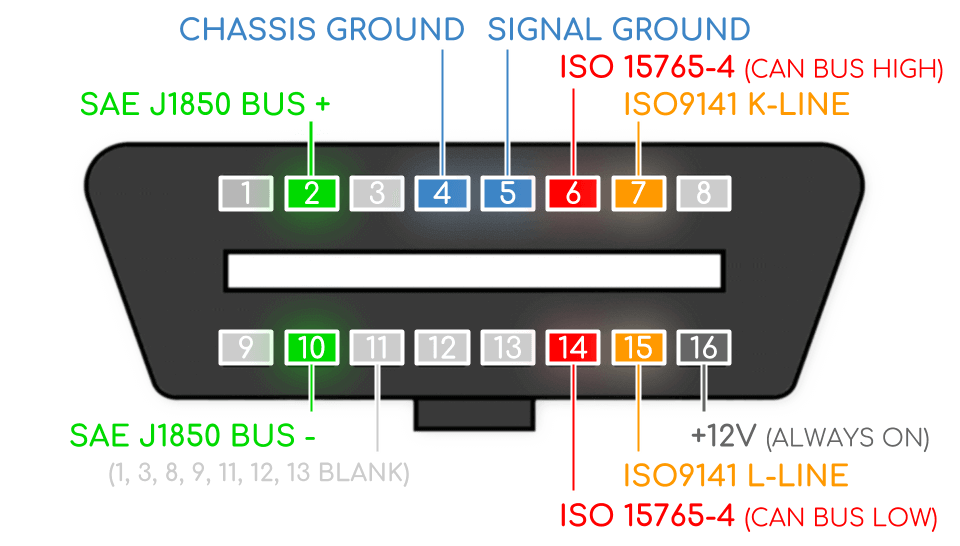 CHASSIS GROUND SIGNAL GROUND
ISO 15765-4 (CAN BUS HIGH)
SAE J1850 BUS + ISO9141 K-LINE
1 2 3 4 5 6 7 8
9 10 11 12 13 14 15 16
SAE J1850 BUS - +12V (ALWAYS ON)
(1, 3, 8, 9, 11, 12, 13 BLANK) ISO9141 L-LINE
ISO 15765-4 (CAN BUS LOW)